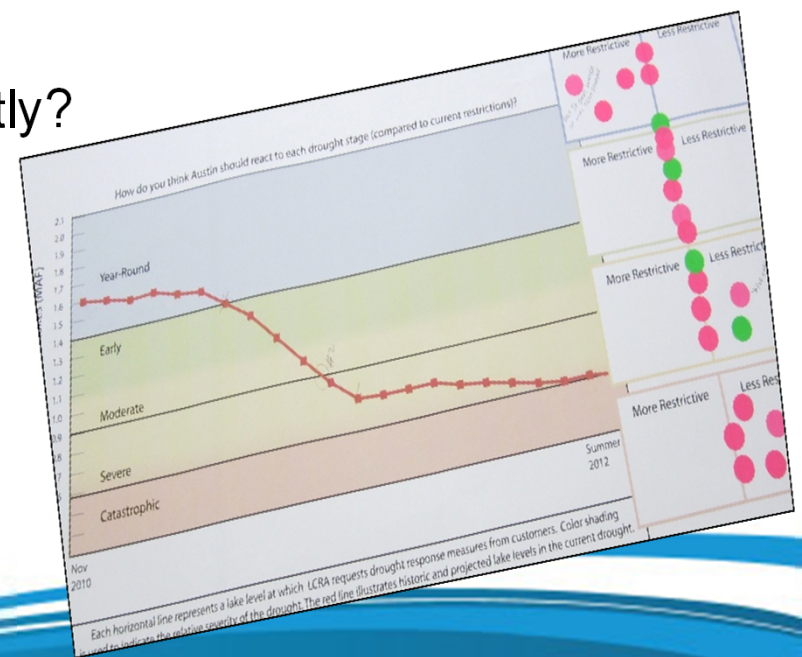 tly?
How do you think Austin should react to each drought stage (compared to current restrictions)?
(MAF)
2.1
2.0
1.9
1.8
1.7
1.6
1.5
1.4
1.3
1.2
1.1
1.0
0.9
Year-Round
Early
Moderate
Severe
Catastrophic
Nov
2010
Summer
2012
More Restrictive
Less Restrictive
More Restrictive
Less Restrictive
More Restrictive
Less Restrict
More Restrictive
Less Res
Each horizontal line represents a lake level at which LCRA requests drought response measures from customers. Color shading
is used to indicate the relative severity of the drought. The red line illustrates historic and projected lake levels in the current drought.